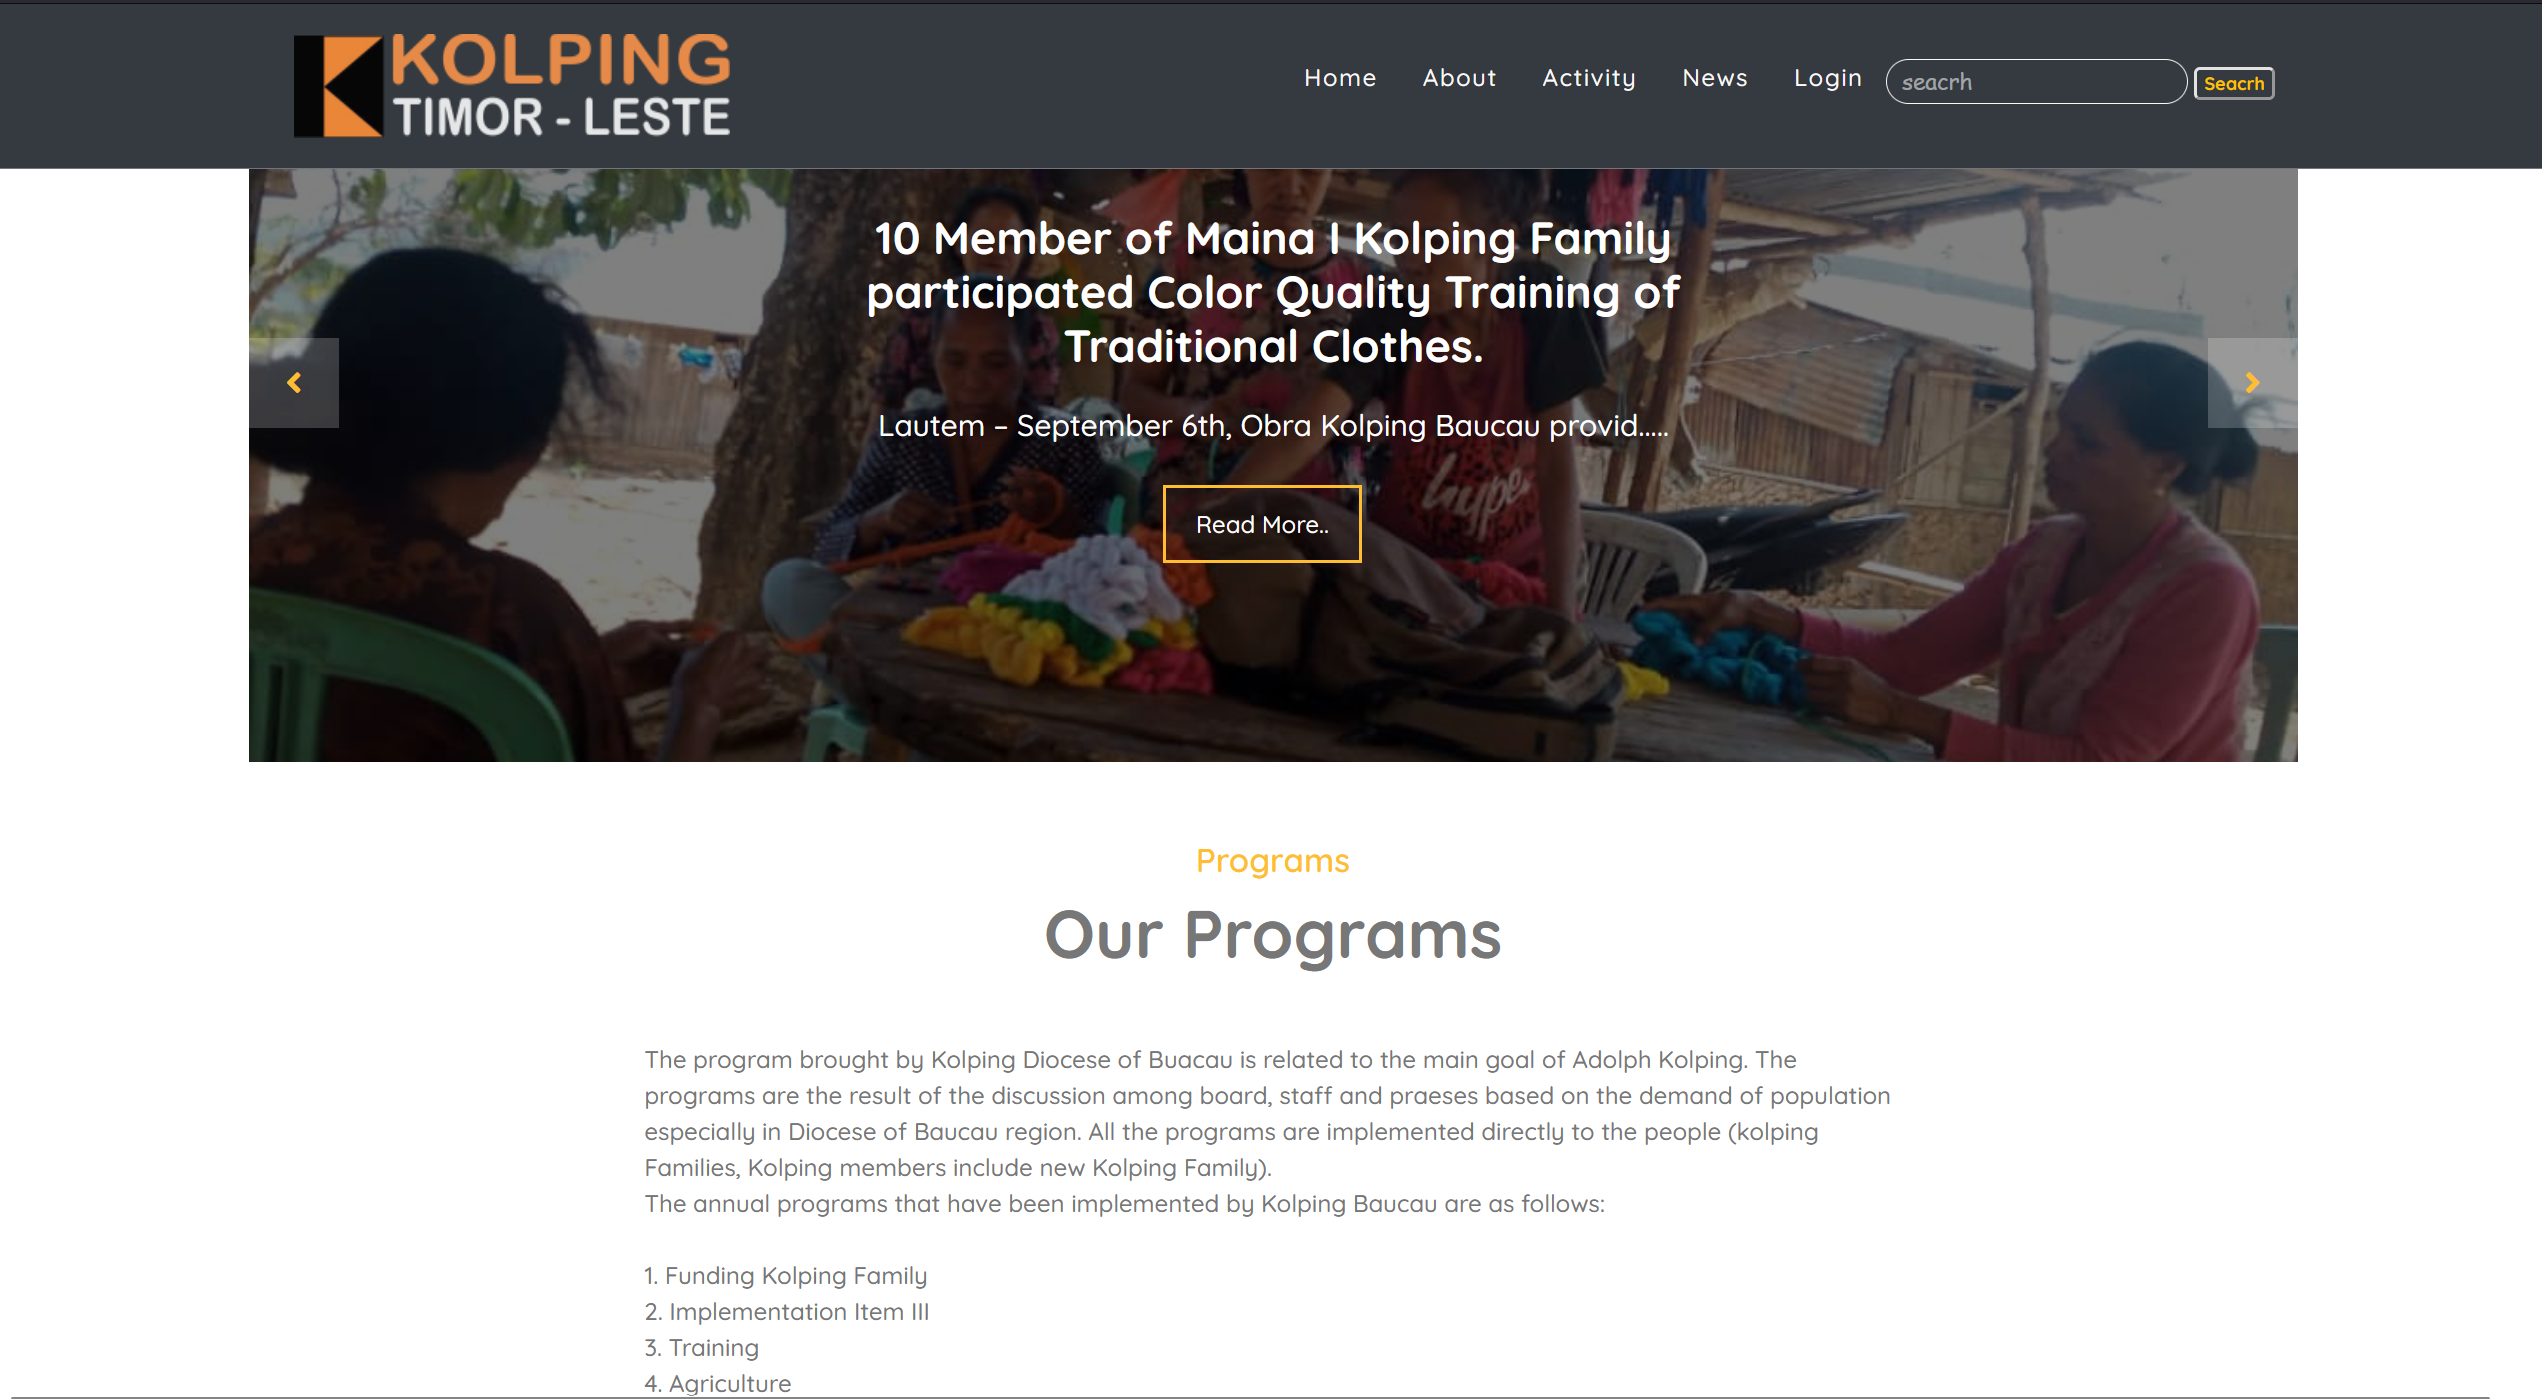 KOLPING
TIMOR - LESTE
Home About Activity News Login seacrh Seacrh
10 Member of Maina I Kolping Family
participated Color Quality Training of
Traditional Clothes.
Lautem – September 6th, Obra Kolping Baucau provid.....
hype
Read More..
Programs
Our Programs
The program brought by Kolping Diocese of Buacau is related to the main goal of Adolph Kolping. The
programs are the result of the discussion among board, staff and praeses based on the demand of population
especially in Diocese of Baucau region. All the programs are implemented directly to the people (kolping
Families, Kolping members include new Kolping Family).
The annual programs that have been implemented by Kolping Baucau are as follows:
1. Funding Kolping Family
2. Implementation Item III
3. Training
4. Agriculture